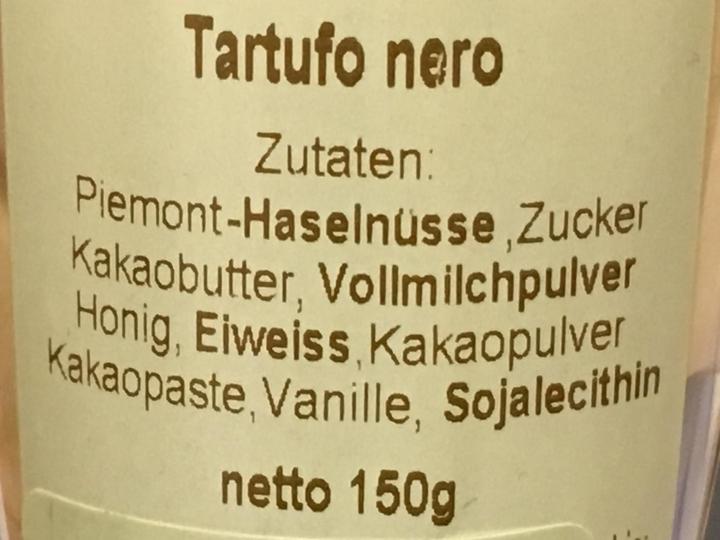 Tartufo nero
Zutaten:
Piemont-Haselnüsse ,Zucker
Kakaobutter, Vollmilchpulver
Honig, Eiweiss, Kakaopulver
Kakaopaste, Vanille, Sojalecithin
netto 150g